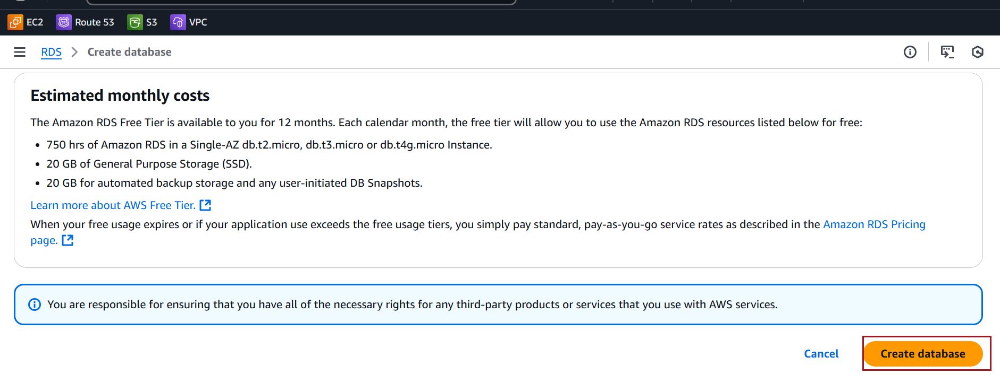 EC2 Route 53 S3 VPC
RDS Create database
Estimated monthly costs
The Amazon RDS Free Tier is available to you for 12 months. Each calendar month, the free tier will allow you to use the Amazon RDS resources listed below for free:
750 hrs of Amazon RDS in a Single-AZ db.t2.micro, db.t3.micro or db.t4g.micro Instance.
20 GB of General Purpose Storage (SSD).
20 GB for automated backup storage and any user-initiated DB Snapshots.
Learn more about AWS Free Tier.
When your free usage expires or if your application use exceeds the free usage tiers, you simply pay standard, pay-as-you-go service rates as described in the Amazon RDS Pricing
page.
You are responsible for ensuring that you have all of the necessary rights for any third-party products or services that you use with AWS services.
Cancel Create database